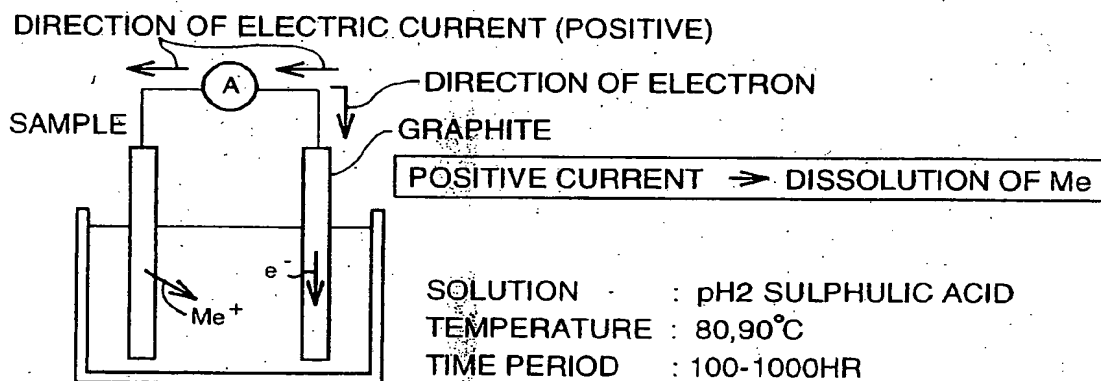 DIRECTION OF ELECTRIC CURRENT (POSITIVE)
A
DIRECTION OF ELECTRON
SAMPLE
GRAPHITE
POSITIVE CURRENT → DISSOLUTION OF Me
e⁻
Me⁺
SOLUTION : pH2 SULPHULIC ACID
TEMPERATURE : 80,90°C
TIME PERIOD : 100-1000HR